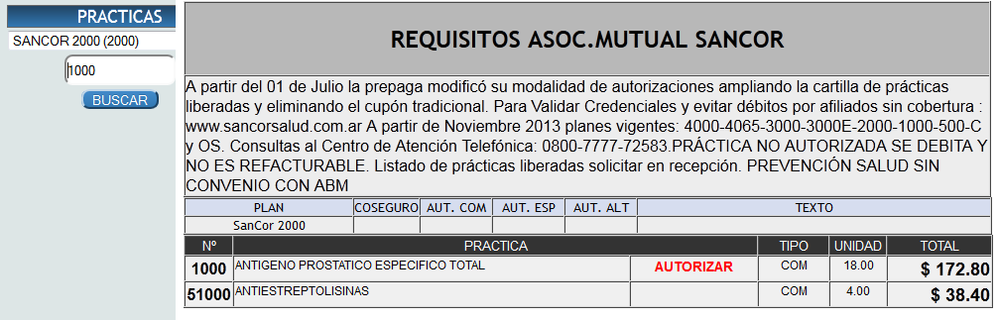 PRACTICAS
SANCOR 2000 (2000)
1000
BUSCAR
REQUISITOS ASOC.MUTUAL SANCOR
A partir del 01 de Julio la prepaga modificó su modalidad de autorizaciones ampliando la cartilla de prácticas
liberadas y eliminando el cupón tradicional. Para Validar Credenciales y evitar débitos por afiliados sin cobertura :
www.sancorsalud.com.ar A partir de Noviembre 2013 planes vigentes: 4000-4065-3000-3000E-2000-1000-500-C
y OS. Consultas al Centro de Atención Telefónica: 0800-7777-72583.PRÁCTICA NO AUTORIZADA SE DEBITA Y
NO ES REFACTURABLE. Listado de prácticas liberadas solicitar en recepción. PREVENCIÓN SALUD SIN
CONVENIO CON ABM
PLAN COSEGURO AUT. COM AUT. ESP AUT. ALT TEXTO
SanCor 2000
Nº PRACTICA TIPO UNIDAD TOTAL
1000 ANTIGENO PROSTATICO ESPECIFICO TOTAL AUTORIZAR COM 18.00 $ 172.80
51000 ANTIESTREPTOLISINAS COM 4.00 $ 38.40